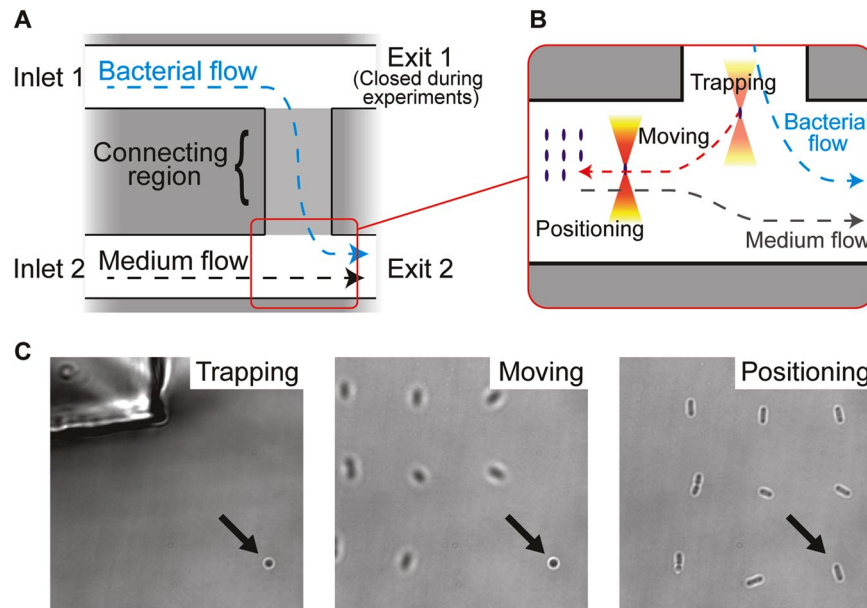 A
Inlet 1
Bacterial flow
Exit 1
(Closed during
experiments)
Connecting
region
{
Inlet 2
Medium flow
Exit 2
B
Trapping
Moving
Bacterial
flow
Positioning
Medium flow
C
Trapping
Moving
Positioning